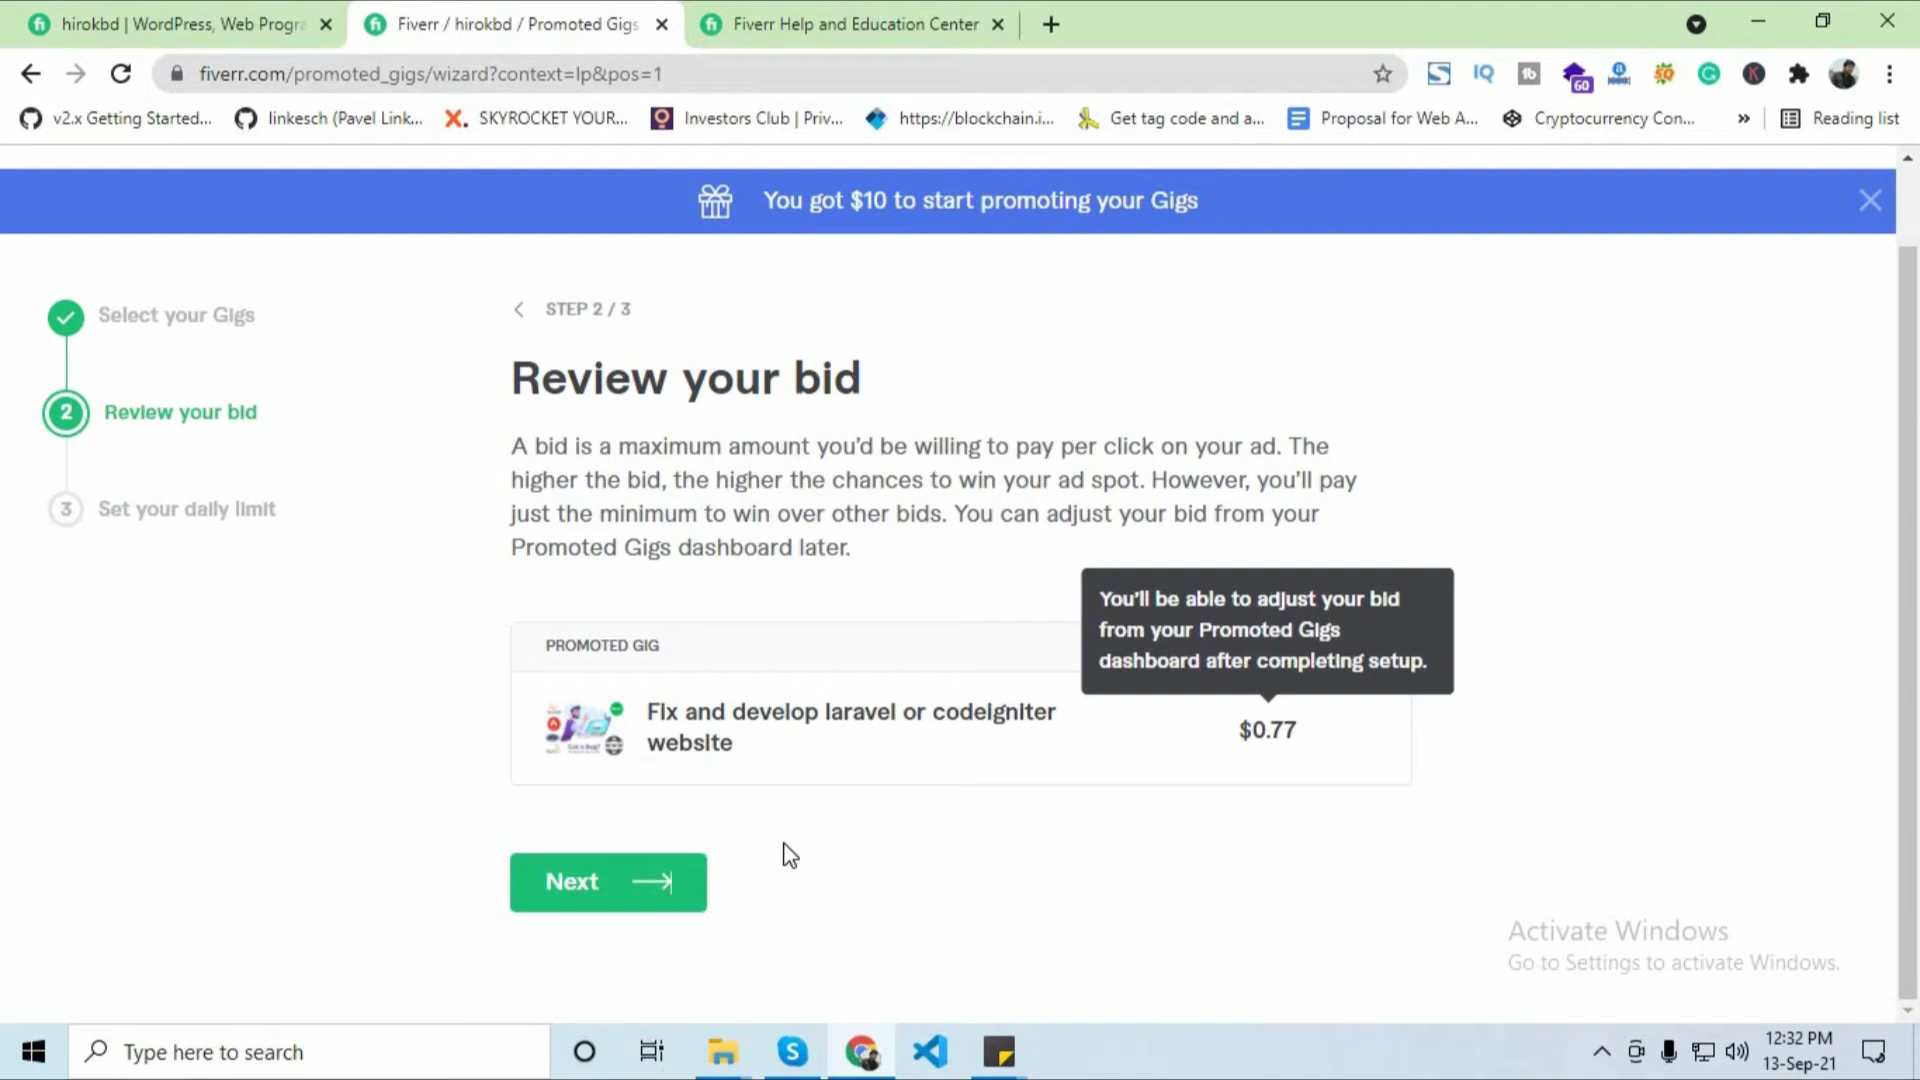 hirokbd | WordPress, Web Progra
Fiverr / hirokbd / Promoted Gigs
Fiverr Help and Education Center
fiverr.com/promoted_gigs/wizard?context=lp&pos=1
IQ
60
v2.x Getting Started...
linkesch (Pavel Link...
SKYROCKET YOUR...
Investors Club | Priv...
https://blockchain.i...
Get tag code and a...
Proposal for Web A...
Cryptocurrency Con...
»
Reading list
You got $10 to start promoting your Gigs
Select your Gigs
2 Review your bid
3 Set your daily limit
STEP 2 / 3
Review your bid
A bid is a maximum amount you'd be willing to pay per click on your ad. The
higher the bid, the higher the chances to win your ad spot. However, you'll pay
just the minimum to win over other bids. You can adjust your bid from your
Promoted Gigs dashboard later.
You'll be able to adjust your bid
from your Promoted Gigs
dashboard after completing setup.
PROMOTED GIG
Fix and develop laravel or codeigniter
website
$0.77
Next
Activate Windows
Go to Settings to activate Windows.
Type here to search
12:32 PM
13-Sep-21